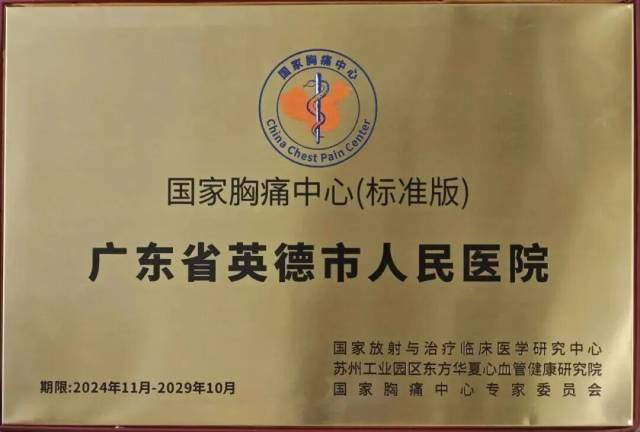 国家胸痛中心
China Chest Pain Center
国家胸痛中心(标准版)
广东省英德市人民医院
国家放射与治疗临床医学研究中心
苏州工业园区东方华夏心血管健康研究院
期限:2024年11月-2029年10月
国家胸痛中心专家委员会